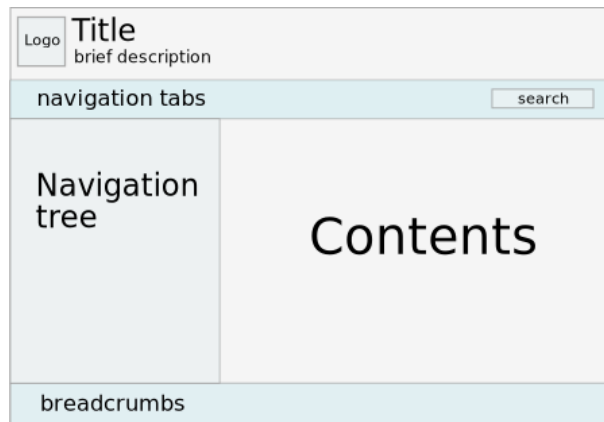 Logo
Title
brief description
navigation tabs
search
Navigation
tree
Contents
breadcrumbs